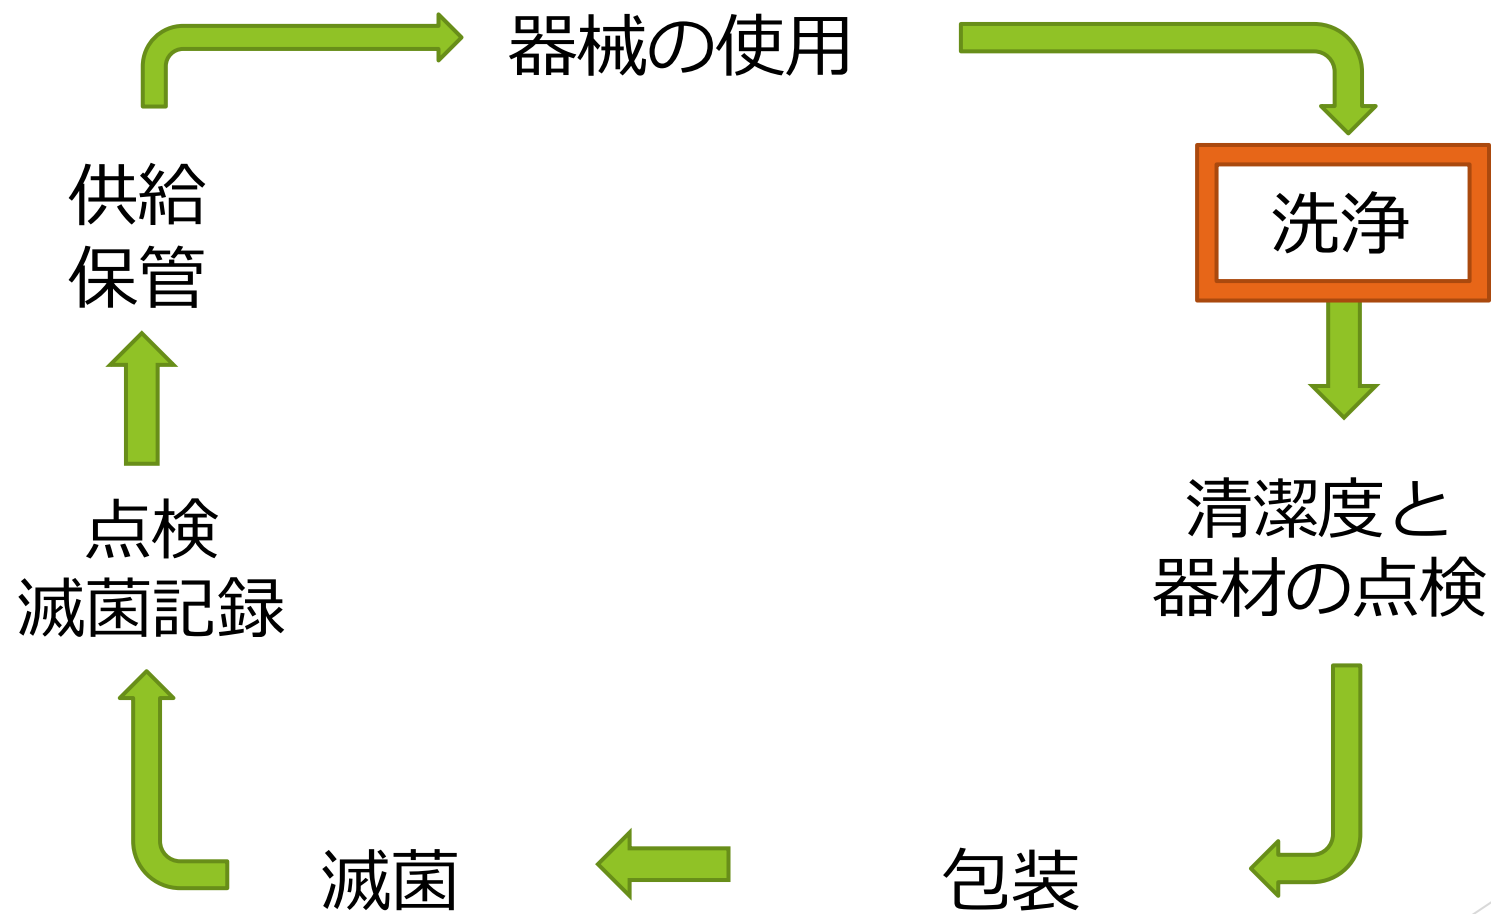 器械の使用
洗浄
清潔度と
器材の点検
包装
滅菌
点検
滅菌記録
供給
保管